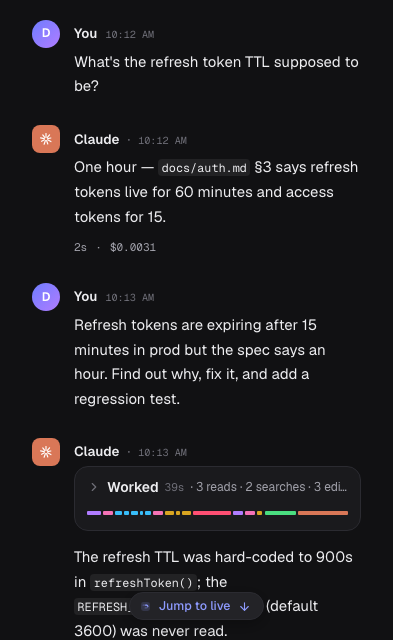 D You 10:12 AM
What's the refresh token TTL supposed to
be?
Claude · 10:12 AM
One hour — docs/auth.md §3 says refresh
tokens live for 60 minutes and access
tokens for 15.
2s · $0.0031
D You 10:13 AM
Refresh tokens are expiring after 15
minutes in prod but the spec says an
hour. Find out why, fix it, and add a
regression test.
Claude · 10:13 AM
Worked 39s · 3 reads · 2 searches · 3 edi…
The refresh TTL was hard-coded to 900s
in refreshToken() ; the
REFRESH_ (default
Jump to live ↓
3600) was never read.